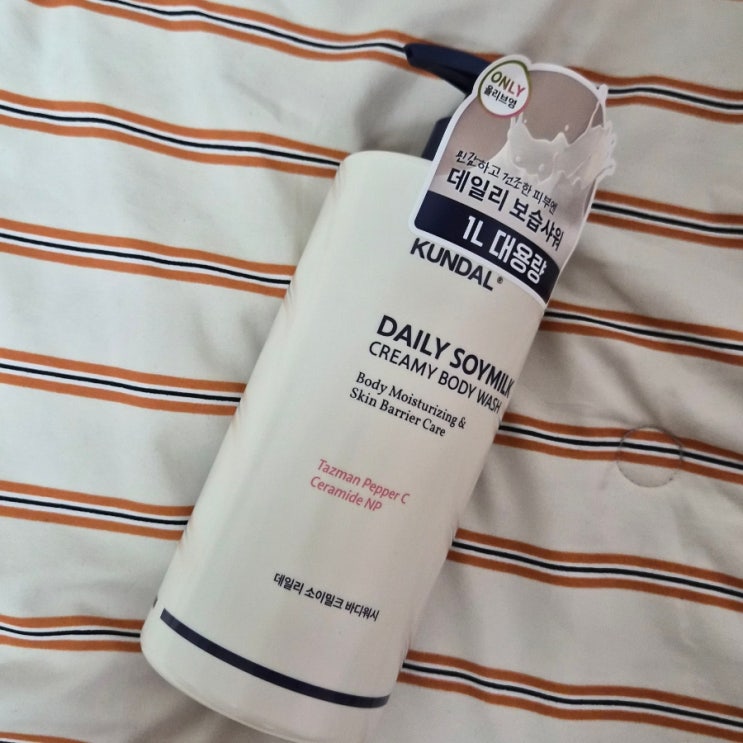 ONLY
올리브영
민감하고 건조한 피부엔
데일리 보습샤워
1L 대용량
KUNDAL®
DAILY SOYMILK
CREAMY BODY WASH
Body Moisturizing &
Skin Barrier Care
Tazman Pepper C
Ceramide NP
데일리 소이밀크 바디워시